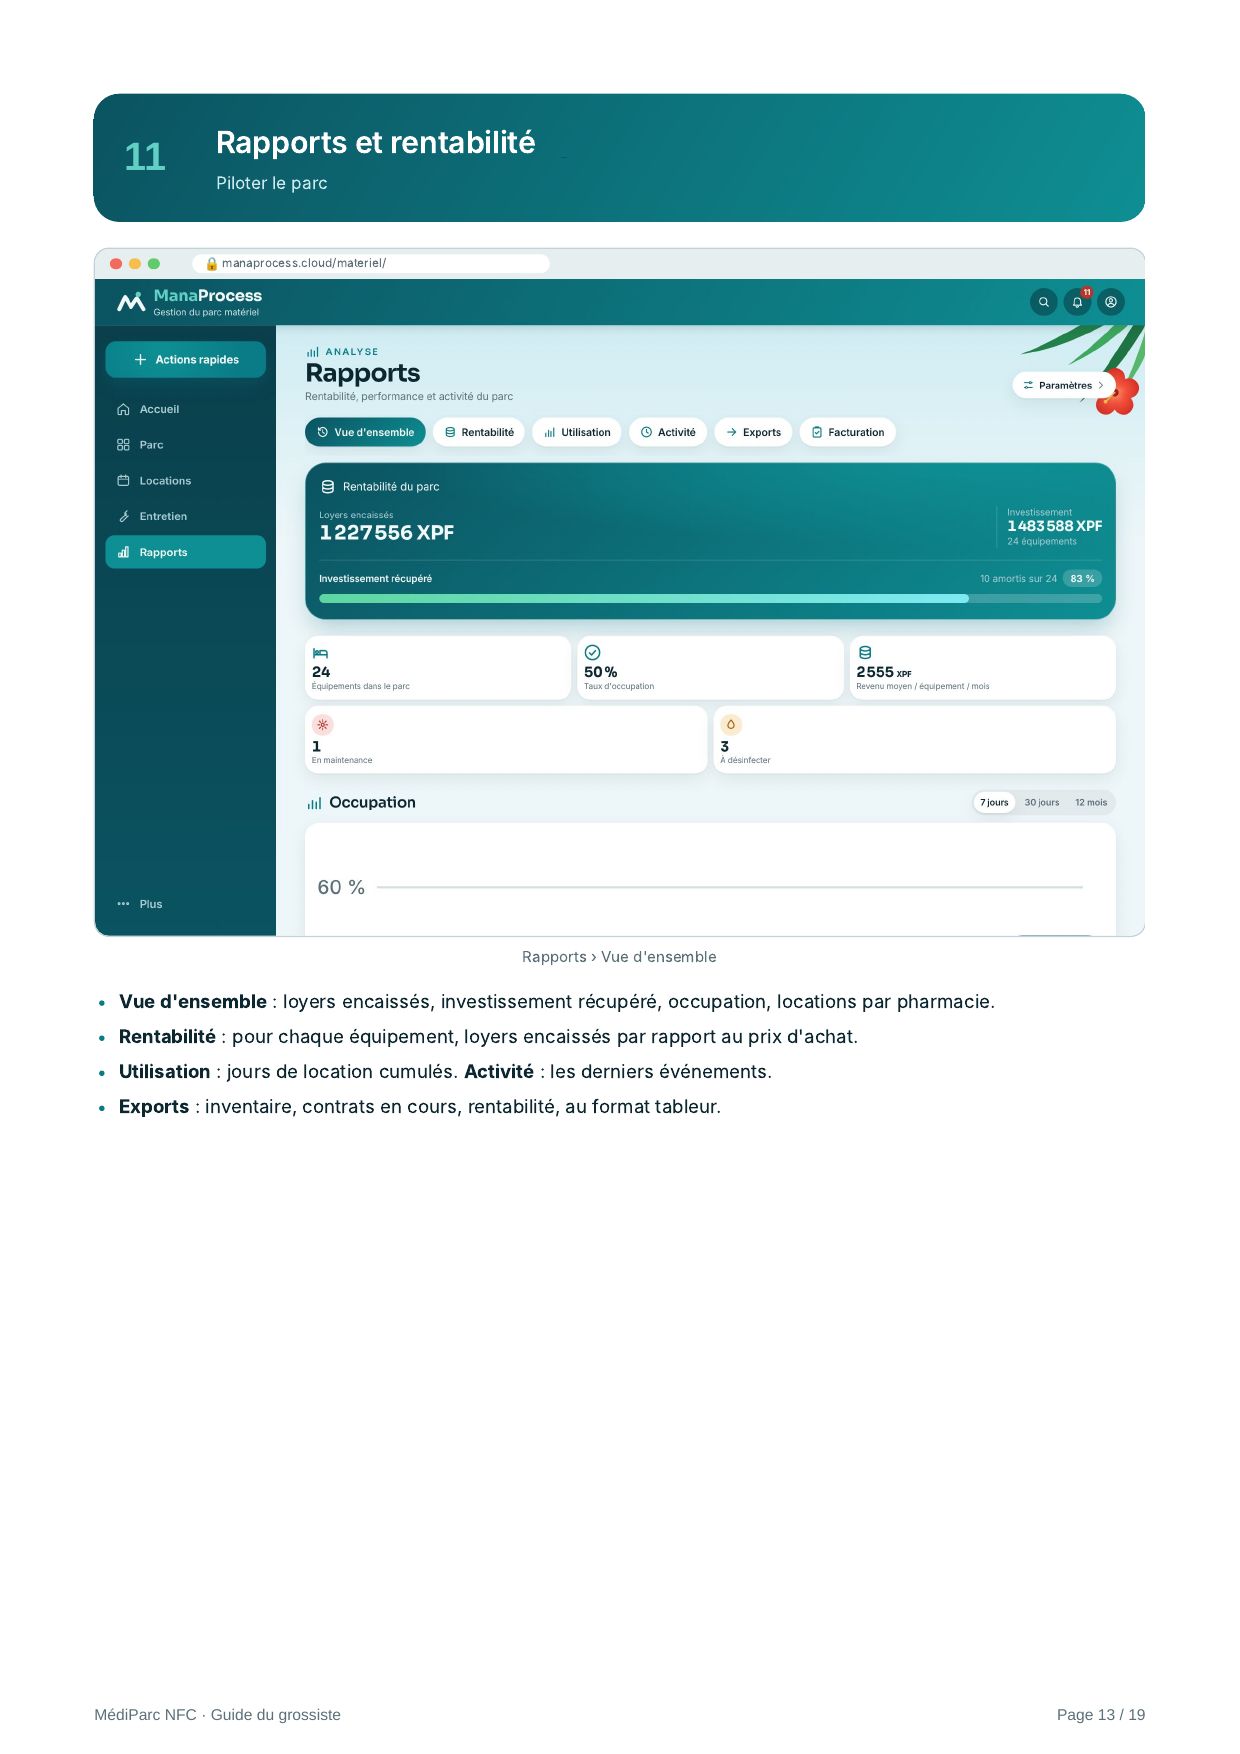 11
Rapports et rentabilité
Piloter le parc
manaprocess.cloud/materiel/
ManaProcess
Gestion du parc matériel
11
Actions rapides
Accueil
Parc
Locations
Entretien
Rapports
Plus
ANALYSE
Rapports
Rentabilité, performance et activité du parc
Paramètres
Vue d'ensemble Rentabilité Utilisation Activité Exports Facturation
Rentabilité du parc
Loyers encaissés
1 227 556 XPF
Investissement
1 483 588 XPF
24 équipements
Investissement récupéré 10 amortis sur 24 83 %
24
Équipements dans le parc
50 %
Taux d'occupation
2 555 XPF
Revenu moyen / équipement / mois
1
En maintenance
3
À désinfecter
Occupation 7 jours 30 jours 12 mois
60 %
Rapports › Vue d'ensemble
• Vue d'ensemble : loyers encaissés, investissement récupéré, occupation, locations par pharmacie.
• Rentabilité : pour chaque équipement, loyers encaissés par rapport au prix d'achat.
• Utilisation : jours de location cumulés. Activité : les derniers événements.
• Exports : inventaire, contrats en cours, rentabilité, au format tableur.
MédiParc NFC · Guide du grossiste Page 13 / 19